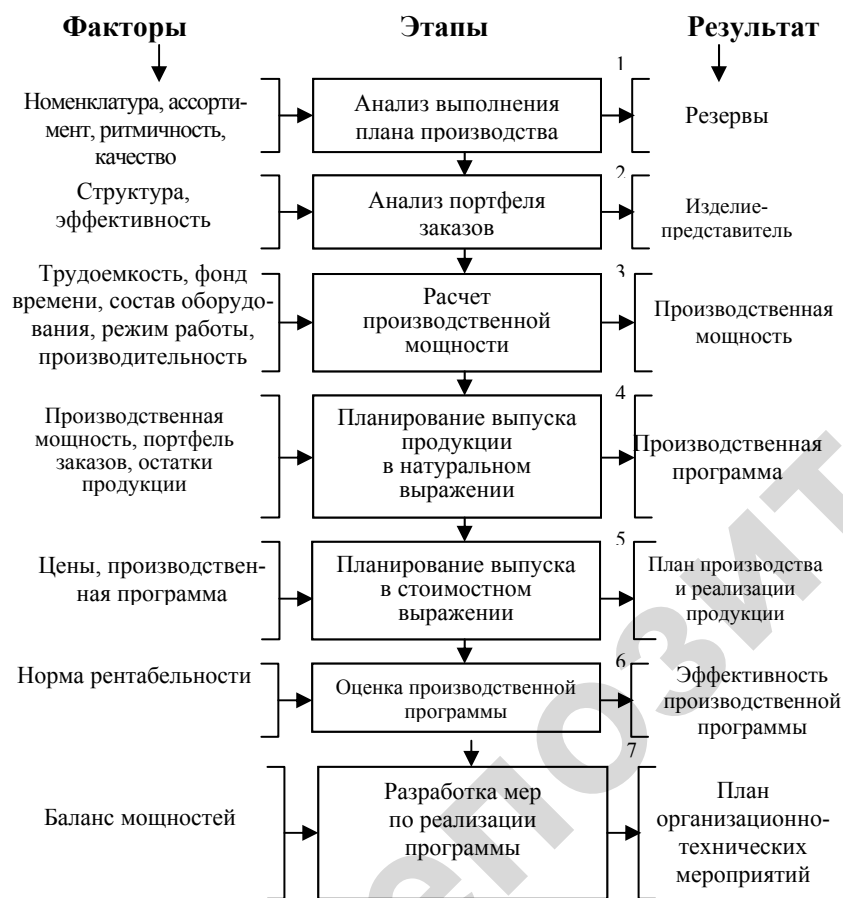 Факторы Этапы Результат
1
Номенклатура, ассорти-
мент, ритмичность,
качество
Анализ выполнения
плана производства
Резервы
2
Структура,
эффективность
Анализ портфеля
заказов
Изделие-
представитель
3
Трудоемкость, фонд
времени, состав оборудо-
вания, режим работы,
производительность
Расчет
производственной
мощности
Производственная
мощность
4
Производственная
мощность, портфель
заказов, остатки
продукции
Планирование выпуска
продукции
в натуральном
выражении
Производственная
программа
5
Цены, производствен-
ная программа
Планирование выпуска
в стоимостном
выражении
План производства
и реализации
продукции
6
Норма рентабельности
Оценка производственной
программы
Эффективность
производственной
программы
7
Баланс мощностей
Разработка мер
по реализации
программы
План
организационно-
технических
мероприятий
епозит